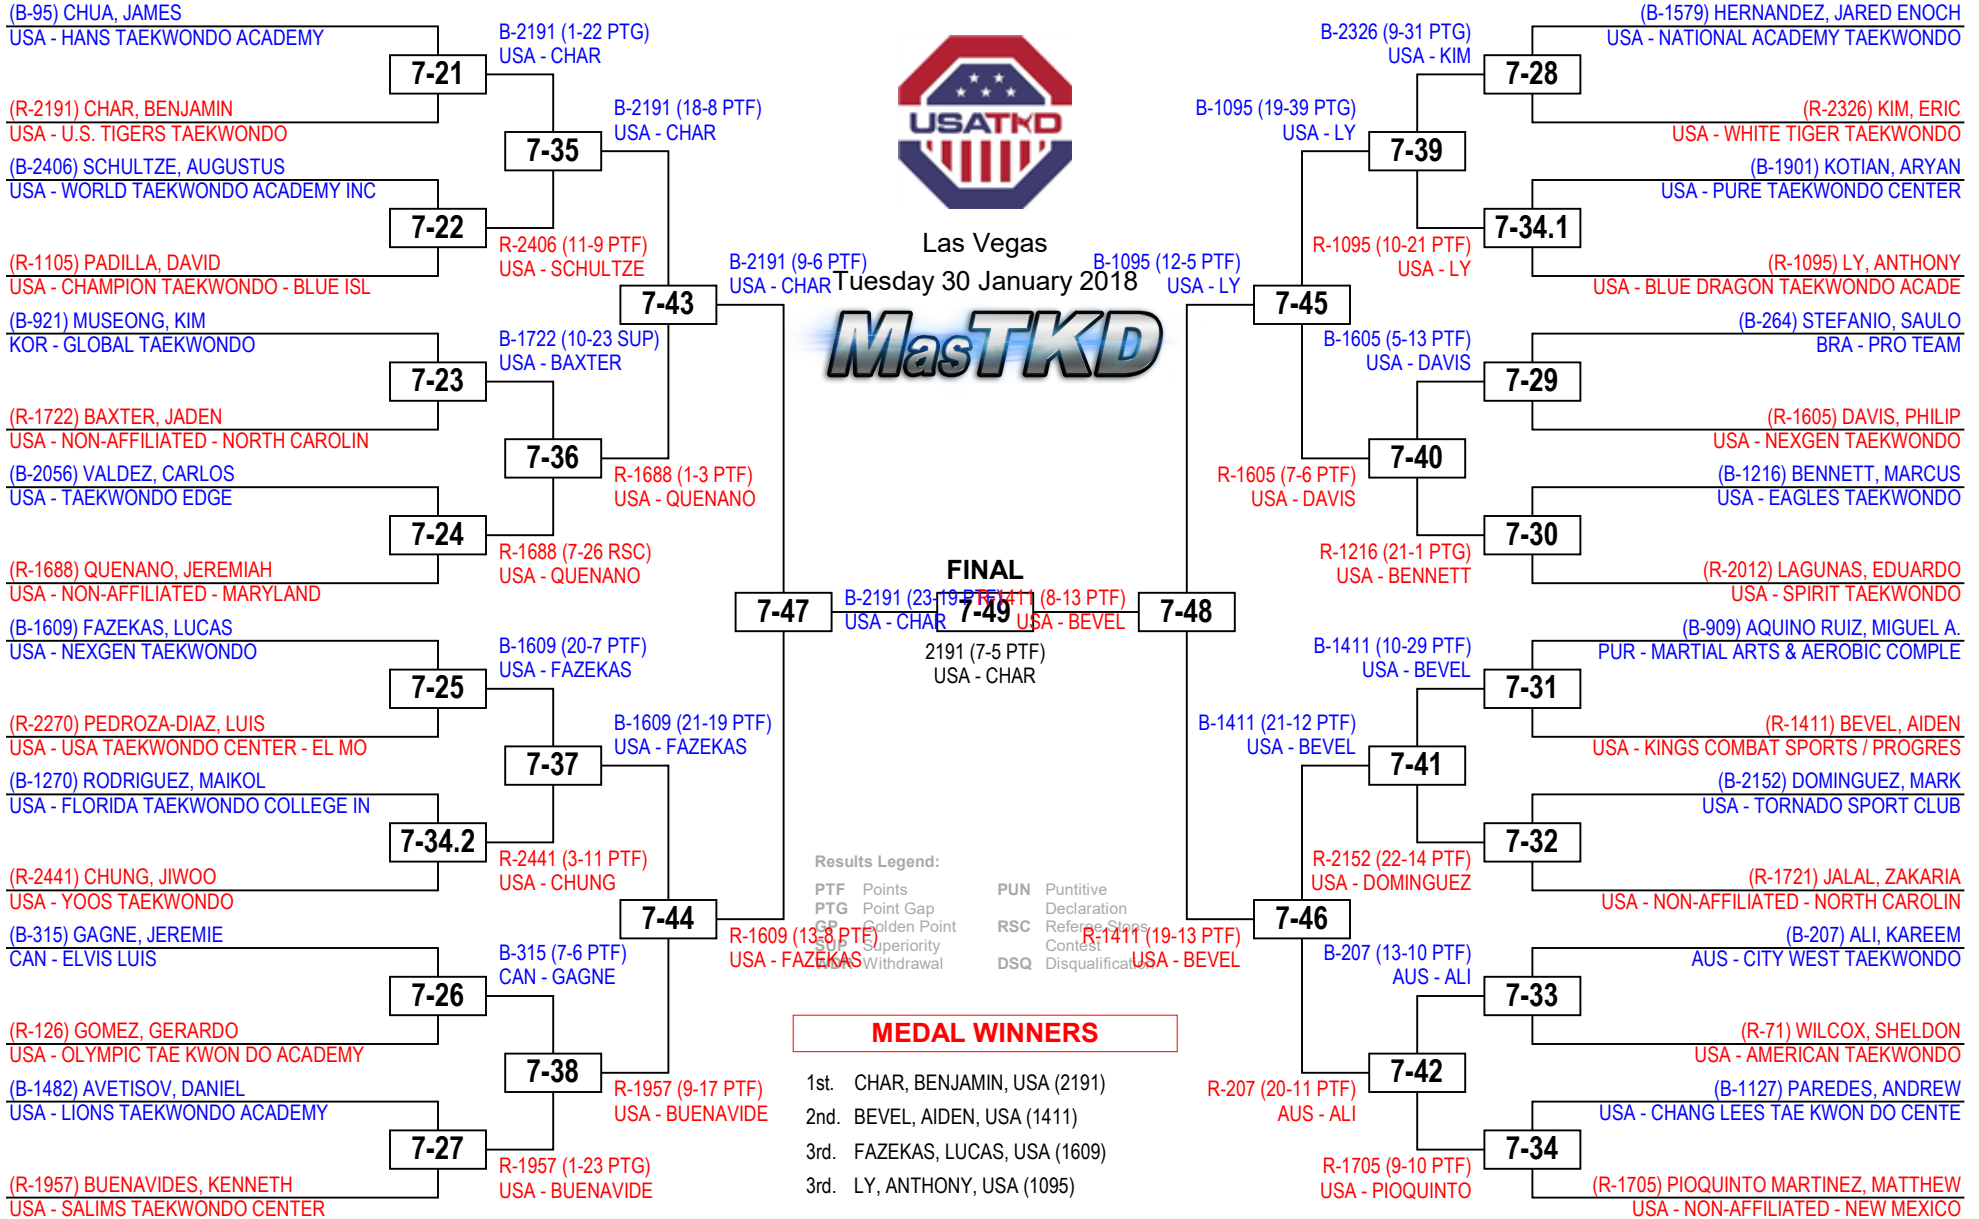 (B-95) CHUA, JAMES
USA - HANS TAEKWONDO ACADEMY
7-21
(R-2191) CHAR, BENJAMIN
USA - U.S. TIGERS TAEKWONDO
(B-2406) SCHULTZE, AUGUSTUS
USA - WORLD TAEKWONDO ACADEMY INC
7-22
(R-1105) PADILLA, DAVID
USA - CHAMPION TAEKWONDO - BLUE ISL
(B-921) MUSEONG, KIM
KOR - GLOBAL TAEKWONDO
7-23
(R-1722) BAXTER, JADEN
USA - NON-AFFILIATED - NORTH CAROLIN
(B-2056) VALDEZ, CARLOS
USA - TAEKWONDO EDGE
7-24
(R-1688) QUENANO, JEREMIAH
USA - NON-AFFILIATED - MARYLAND
(B-1609) FAZEKAS, LUCAS
USA - NEXGEN TAEKWONDO
7-25
(R-2270) PEDROZA-DIAZ, LUIS
USA - USA TAEKWONDO CENTER - EL MO
(B-1270) RODRIGUEZ, MAIKOL
USA - FLORIDA TAEKWONDO COLLEGE IN
7-34.2
(R-2441) CHUNG, JIWOO
USA - YOOS TAEKWONDO
(B-315) GAGNE, JEREMIE
CAN - ELVIS LUIS
7-26
(R-126) GOMEZ, GERARDO
USA - OLYMPIC TAE KWON DO ACADEMY
(B-1482) AVETISOV, DANIEL
USA - LIONS TAEKWONDO ACADEMY
7-27
(R-1957) BUENAVIDES, KENNETH
USA - SALIMS TAEKWONDO CENTER
B-2191 (1-22 PTG)
USA - CHAR
7-35
R-2406 (11-9 PTF)
USA - SCHULTZE
B-1722 (10-23 SUP)
USA - BAXTER
7-36
R-1688 (7-26 RSC)
USA - QUENANO
B-1609 (20-7 PTF)
USA - FAZEKAS
7-37
R-2441 (3-11 PTF)
USA - CHUNG
B-315 (7-6 PTF)
CAN - GAGNE
7-38
R-1957 (1-23 PTG)
USA - BUENAVIDE
B-2191 (18-8 PTF)
USA - CHAR
7-43
R-1688 (1-3 PTF)
USA - QUENANO
B-1609 (21-19 PTF)
USA - FAZEKAS
7-44
R-1957 (9-17 PTF)
USA - BUENAVIDE
B-2191 (9-6 PTF)
USA - CHAR
7-47
R-1609 (13-8 PTF)
USA - FAZEKAS
USATKD
Las Vegas
Tuesday 30 January 2018
MasTKD
FINAL
B-2191 (23-19 PTF)
USA - CHAR
7-49
R-1411 (8-13 PTF)
USA - BEVEL
2191 (7-5 PTF)
USA - CHAR
Results Legend:
PTF Points
PTG Point Gap
GP Golden Point
SUP Superiority
WDR Withdrawal
PUN Puntitive
Declaration
RSC Referee Stops
Contest
DSQ Disqualification
MEDAL WINNERS
1st. CHAR, BENJAMIN, USA (2191)
2nd. BEVEL, AIDEN, USA (1411)
3rd. FAZEKAS, LUCAS, USA (1609)
3rd. LY, ANTHONY, USA (1095)
B-1095 (12-5 PTF)
USA - LY
7-48
R-1411 (19-13 PTF)
USA - BEVEL
B-1095 (19-39 PTG)
USA - LY
7-45
R-1605 (7-6 PTF)
USA - DAVIS
B-1411 (21-12 PTF)
USA - BEVEL
7-46
R-207 (20-11 PTF)
AUS - ALI
B-2326 (9-31 PTG)
USA - KIM
7-39
R-1095 (10-21 PTF)
USA - LY
B-1605 (5-13 PTF)
USA - DAVIS
7-40
R-1216 (21-1 PTG)
USA - BENNETT
B-1411 (10-29 PTF)
USA - BEVEL
7-41
R-2152 (22-14 PTF)
USA - DOMINGUEZ
B-207 (13-10 PTF)
AUS - ALI
7-42
R-1705 (9-10 PTF)
USA - PIOQUINTO
(B-1579) HERNANDEZ, JARED ENOCH
USA - NATIONAL ACADEMY TAEKWONDO
7-28
(R-2326) KIM, ERIC
USA - WHITE TIGER TAEKWONDO
(B-1901) KOTIAN, ARYAN
USA - PURE TAEKWONDO CENTER
7-34.1
(R-1095) LY, ANTHONY
USA - BLUE DRAGON TAEKWONDO ACADE
(B-264) STEFANIO, SAULO
BRA - PRO TEAM
7-29
(R-1605) DAVIS, PHILIP
USA - NEXGEN TAEKWONDO
(B-1216) BENNETT, MARCUS
USA - EAGLES TAEKWONDO
7-30
(R-2012) LAGUNAS, EDUARDO
USA - SPIRIT TAEKWONDO
(B-909) AQUINO RUIZ, MIGUEL A.
PUR - MARTIAL ARTS & AEROBIC COMPLE
7-31
(R-1411) BEVEL, AIDEN
USA - KINGS COMBAT SPORTS / PROGRES
(B-2152) DOMINGUEZ, MARK
USA - TORNADO SPORT CLUB
7-32
(R-1721) JALAL, ZAKARIA
USA - NON-AFFILIATED - NORTH CAROLIN
(B-207) ALI, KAREEM
AUS - CITY WEST TAEKWONDO
7-33
(R-71) WILCOX, SHELDON
USA - AMERICAN TAEKWONDO
(B-1127) PAREDES, ANDREW
USA - CHANG LEES TAE KWON DO CENTE
7-34
(R-1705) PIOQUINTO MARTINEZ, MATTHEW
USA - NON-AFFILIATED - NEW MEXICO